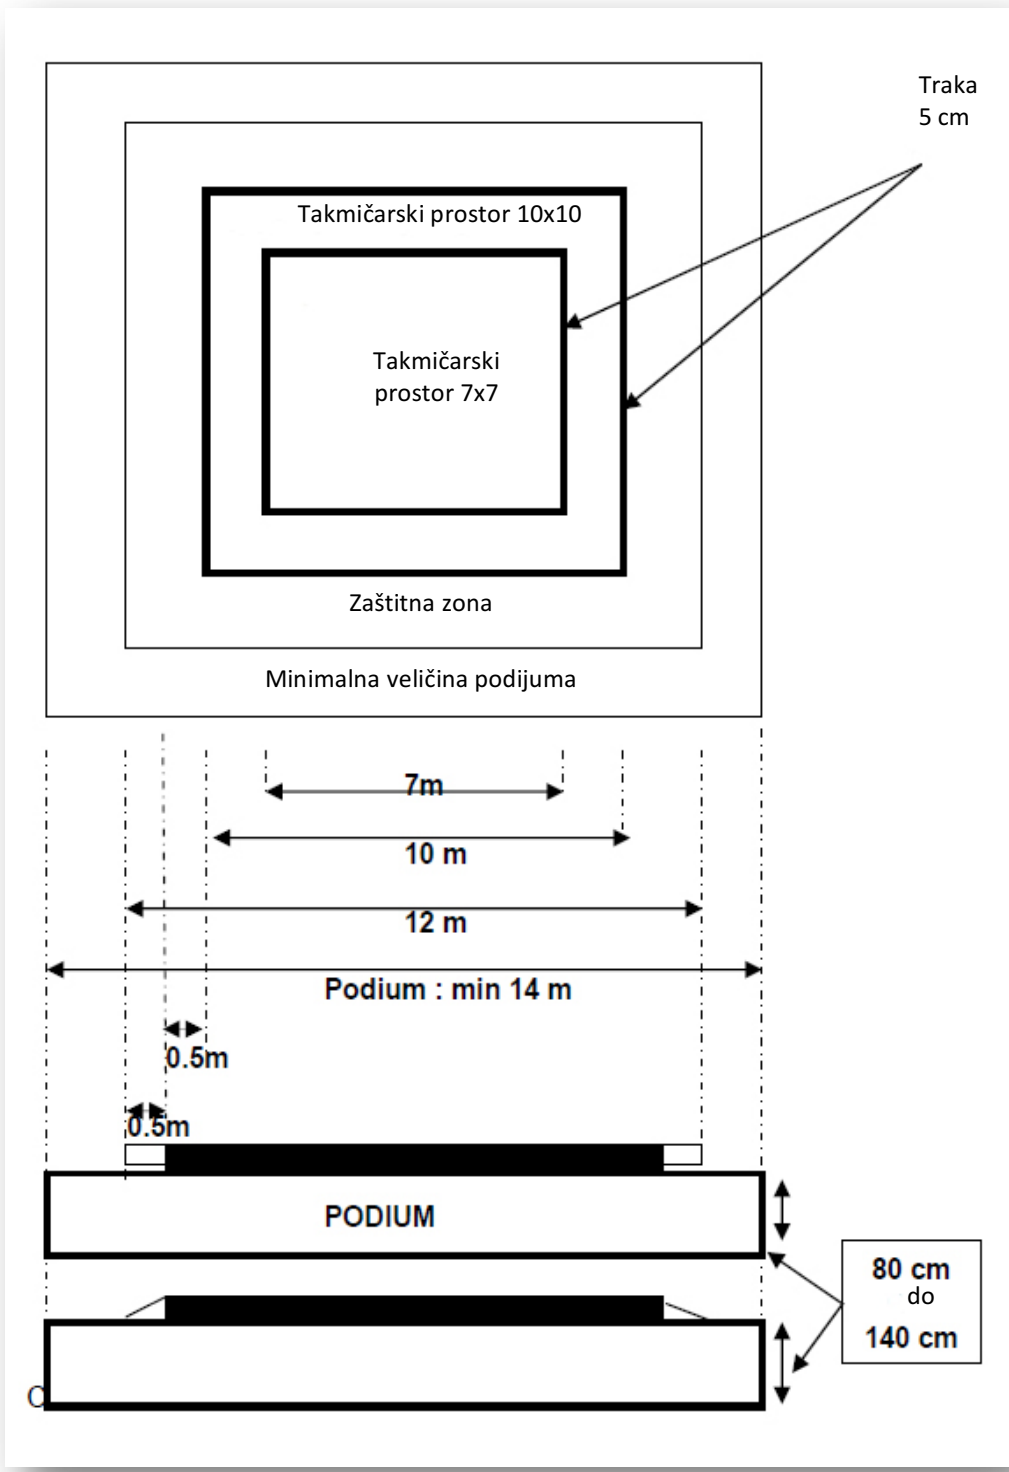 Traka
5 cm
Takmičarski prostor 10x10
Takmičarski
prostor 7x7
Zaštitna zona
Minimalna veličina podijuma
7m
10 m
12 m
Podium : min 14 m
0.5m
0.5m
PODIUM
80 cm
do
140 cm
C